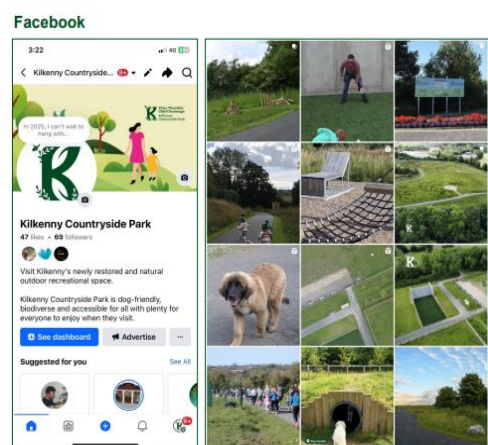 Facebook
3:22
4G
Kilkenny Countryside...
9+
In 2025, I can't wait to
hang with...
K
Kilkenny Countryside Park
47 likes • 69 followers
Visit Kilkenny's newly restored and natural
outdoor recreational space.
Kilkenny Countryside Park is dog-friendly,
biodiverse and accessible for all with plenty for
everyone to enjoy when they visit.
See dashboard
Advertise
Suggested for you
See All
9+
K
K